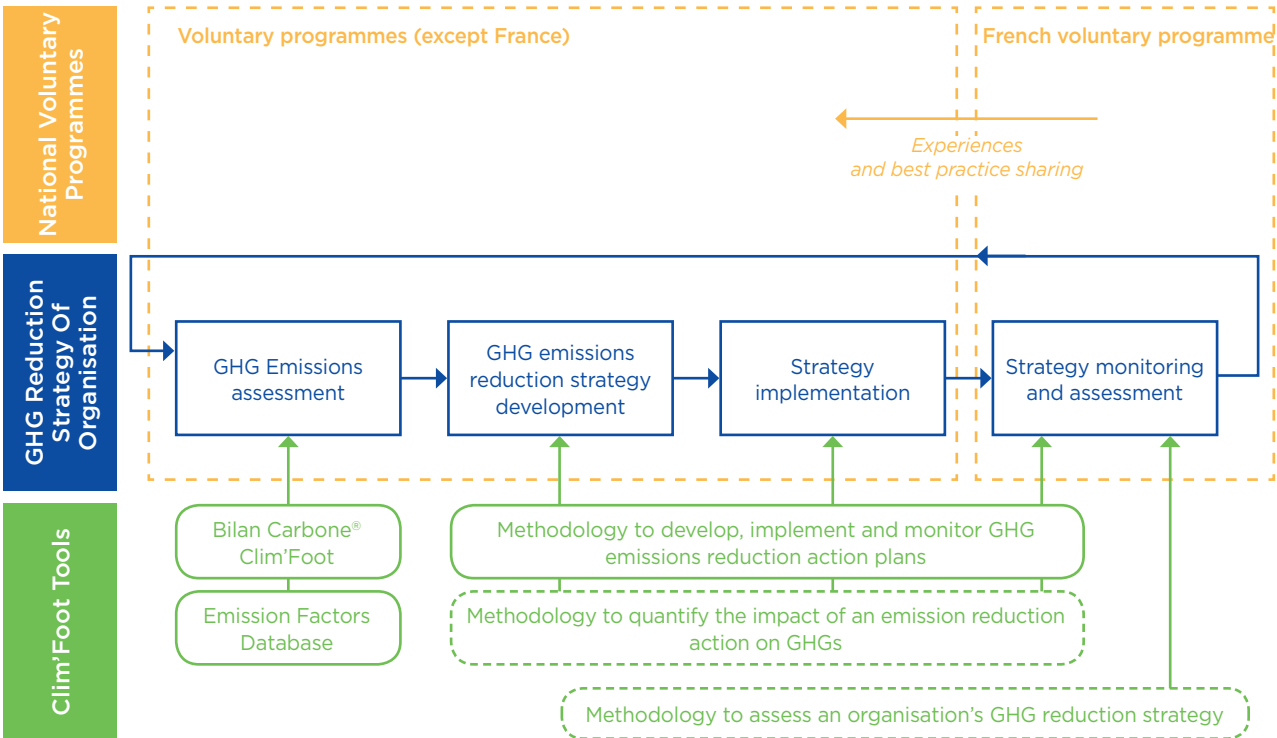 National Voluntary
Programmes
Voluntary programmes (except France)
French voluntary programme
Experiences
and best practice sharing
GHG Reduction
Strategy Of
Organisation
GHG Emissions
assessment
GHG emissions
reduction strategy
development
Strategy
implementation
Strategy monitoring
and assessment
Clim'Foot Tools
Bilan Carbone®
Clim'Foot
Methodology to develop, implement and monitor GHG
emissions reduction action plans
Emission Factors
Database
Methodology to quantify the impact of an emission reduction
action on GHGs
Methodology to assess an organisation's GHG reduction strategy